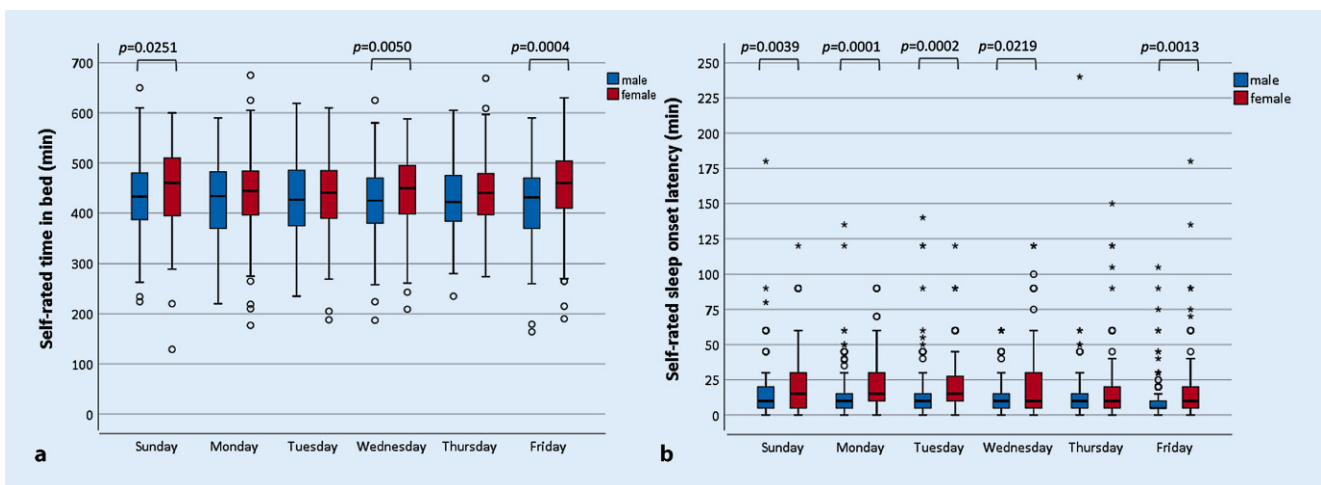 p=0.0251
p=0.0050
p=0.0004
700
600
500
400
300
200
100
0
Self-rated time in bed (min)
male
female
Sunday
Monday
Tuesday
Wednesday
Thursday
Friday
a
p=0.0039
p=0.0001
p=0.0002
p=0.0219
p=0.0013
250
225
200
175
150
125
100
75
50
25
0
Self-rated sleep onset latency (min)
male
female
Sunday
Monday
Tuesday
Wednesday
Thursday
Friday
b